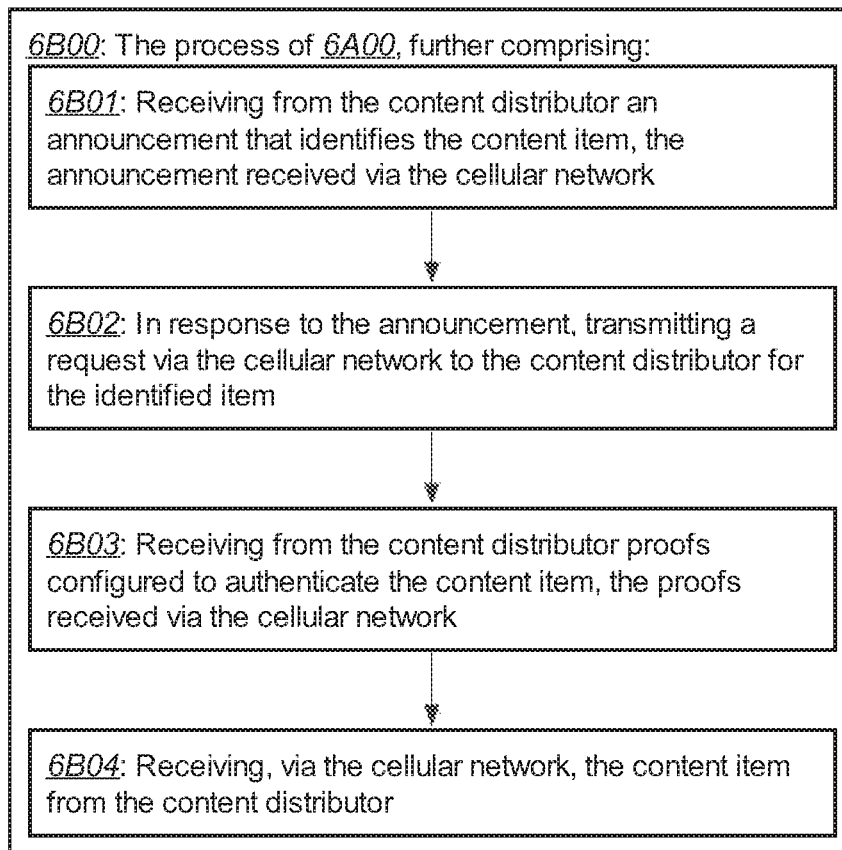 6B00: The process of 6A00, further comprising:
6B01: Receiving from the content distributor an
announcement that identifies the content item, the
announcement received via the cellular network
6B02: In response to the announcement, transmitting a
request via the cellular network to the content distributor for
the identified item
6B03: Receiving from the content distributor proofs
configured to authenticate the content item, the proofs
received via the cellular network
6B04: Receiving, via the cellular network, the content item
from the content distributor